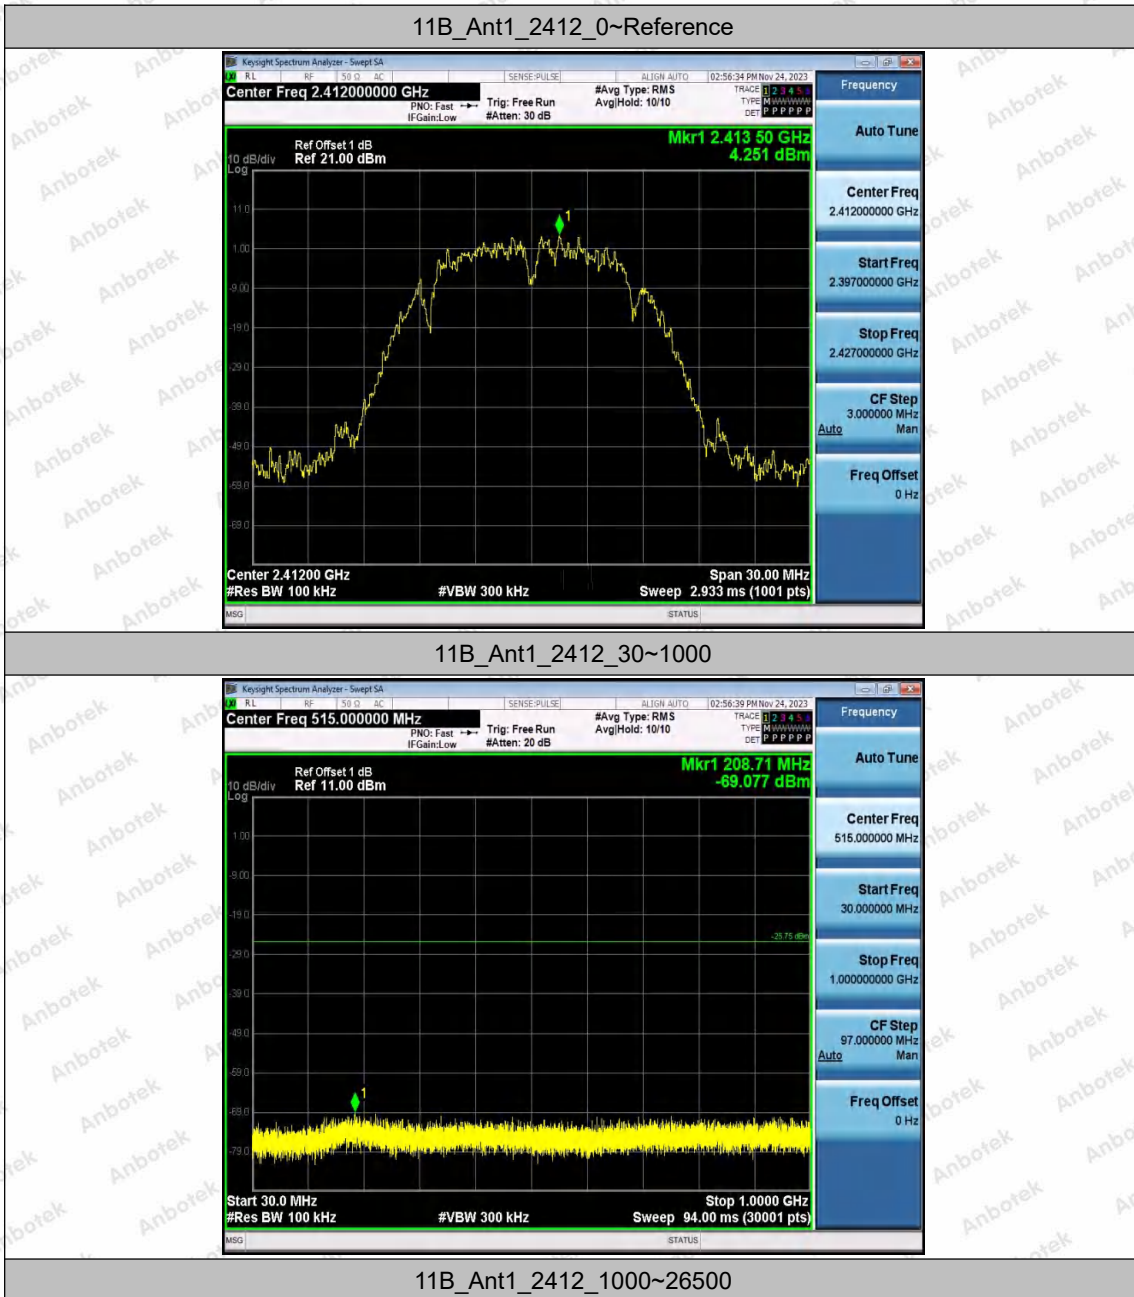 11B_Ant1_2412_0~Reference
Keysight Spectrum Analyzer - Swept SA
RL RF 50 Ω AC SENSE:PULSE ALIGN AUTO 02:56:34 PM Nov 24, 2023
Center Freq 2.412000000 GHz
PNO: Fast
IFGain:Low
Trig: Free Run
#Atten: 30 dB
#Avg Type: RMS
Avg|Hold: 10/10
TRACE 1 2 3 4 5 6
TYPE M WWWWW
DET P P P P P P
Frequency
Auto Tune
Center Freq
2.412000000 GHz
Start Freq
2.397000000 GHz
Stop Freq
2.427000000 GHz
CF Step
3.000000 MHz
Auto Man
Freq Offset
0 Hz
Mkr1 2.413 50 GHz
4.251 dBm
Ref Offset 1 dB
10 dB/div Ref 21.00 dBm
Log
1
11.0
1.00
-9.00
-19.0
-29.0
-39.0
-49.0
-59.0
-69.0
Center 2.41200 GHz Span 30.00 MHz
#Res BW 100 kHz #VBW 300 kHz Sweep 2.933 ms (1001 pts)
MSG STATUS
11B_Ant1_2412_30~1000
Keysight Spectrum Analyzer - Swept SA
RL RF 50 Ω AC SENSE:PULSE ALIGN AUTO 02:56:39 PM Nov 24, 2023
Center Freq 515.000000 MHz
PNO: Fast
IFGain:Low
Trig: Free Run
#Atten: 20 dB
#Avg Type: RMS
Avg|Hold: 10/10
TRACE 1 2 3 4 5 6
TYPE M WWWWW
DET P P P P P P
Frequency
Auto Tune
Center Freq
515.000000 MHz
Start Freq
30.000000 MHz
Stop Freq
1.000000000 GHz
CF Step
97.000000 MHz
Auto Man
Freq Offset
0 Hz
Mkr1 208.71 MHz
-69.077 dBm
Ref Offset 1 dB
10 dB/div Ref 11.00 dBm
Log
1.00
-9.00
-19.0
-25.75 dBm
-29.0
-39.0
-49.0
-59.0
1
-69.0
-79.0
Start 30.0 MHz Stop 1.0000 GHz
#Res BW 100 kHz #VBW 300 kHz Sweep 94.00 ms (30001 pts)
MSG STATUS
11B_Ant1_2412_1000~26500
Anbotek